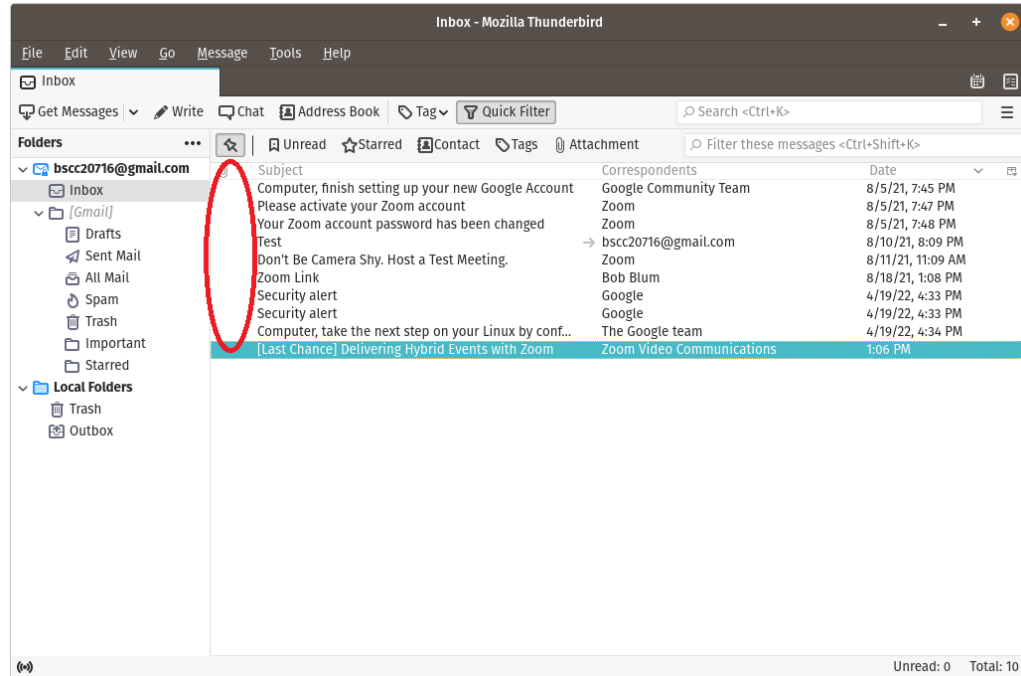 Inbox - Mozilla Thunderbird
File Edit View Go Message Tools Help
Inbox
Get Messages Write Chat Address Book Tag Quick Filter Search <Ctrl+K>
Folders ••• Unread Starred Contact Tags Attachment Filter these messages <Ctrl+Shift+K>
bscc20716@gmail.com Subject Correspondents Date
Inbox Computer, finish setting up your new Google Account Google Community Team 8/5/21, 7:45 PM
[Gmail] Please activate your Zoom account Zoom 8/5/21, 7:47 PM
Drafts Your Zoom account password has been changed Zoom 8/5/21, 7:48 PM
Sent Mail Test → bscc20716@gmail.com 8/10/21, 8:09 PM
All Mail Don't Be Camera Shy. Host a Test Meeting. Zoom 8/11/21, 11:09 AM
Spam Zoom Link Bob Blum 8/18/21, 1:08 PM
Trash Security alert Google 4/19/22, 4:33 PM
Security alert Google 4/19/22, 4:33 PM
Important Computer, take the next step on your Linux by conf... The Google team 4/19/22, 4:34 PM
Starred [Last Chance] Delivering Hybrid Events with Zoom Zoom Video Communications 1:06 PM
Local Folders
Trash
Outbox
Unread: 0 Total: 10